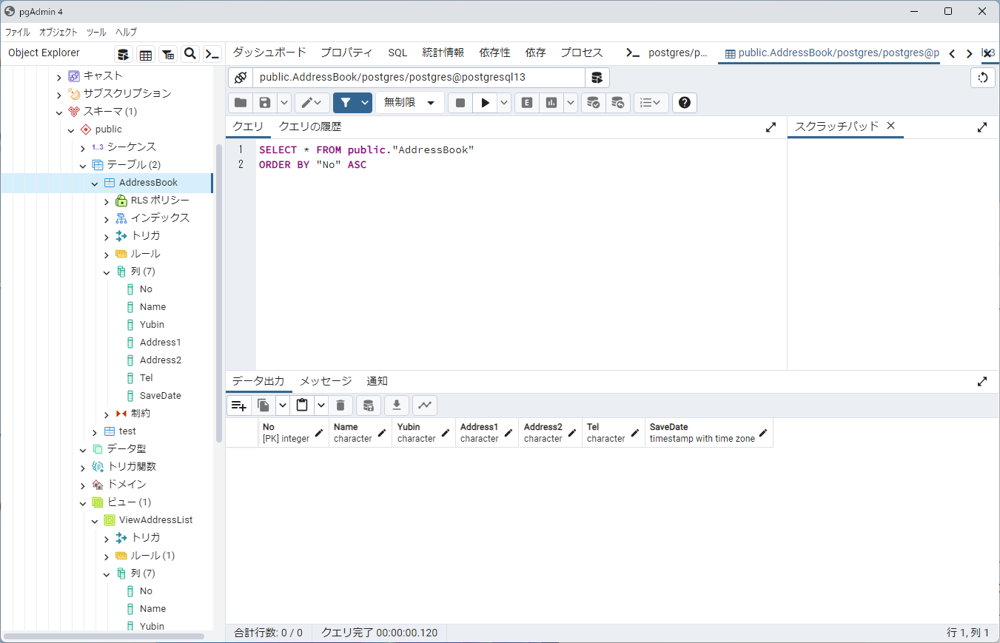 pgAdmin 4
ファイル オブジェクト ツール ヘルプ
Object Explorer
ダッシュボード プロパティ SQL 統計情報 依存性 依存 プロセス postgres/p... public.AddressBook/postgres/postgres@p l13
public.AddressBook/postgres/postgres@postgresql13
無制限
E
クエリ クエリの履歴
スクラッチパッド
1 SELECT * FROM public."AddressBook"
2 ORDER BY "No" ASC
キャスト
サブスクリプション
スキーマ (1)
public
1..3 シーケンス
テーブル (2)
AddressBook
RLS ポリシー
インデックス
トリガ
ルール
列 (7)
No
Name
Yubin
Address1
Address2
Tel
SaveDate
制約
test
データ型
トリガ関数
ドメイン
ビュー (1)
ViewAddressList
トリガ
ルール (1)
列 (7)
No
Name
Yubin
データ出力 メッセージ 通知
No Name Yubin Address1 Address2 Tel SaveDate
[PK] integer character character character character character timestamp with time zone
合計行数: 0 / 0 クエリ完了 00:00:00.120 行 1, 列 1